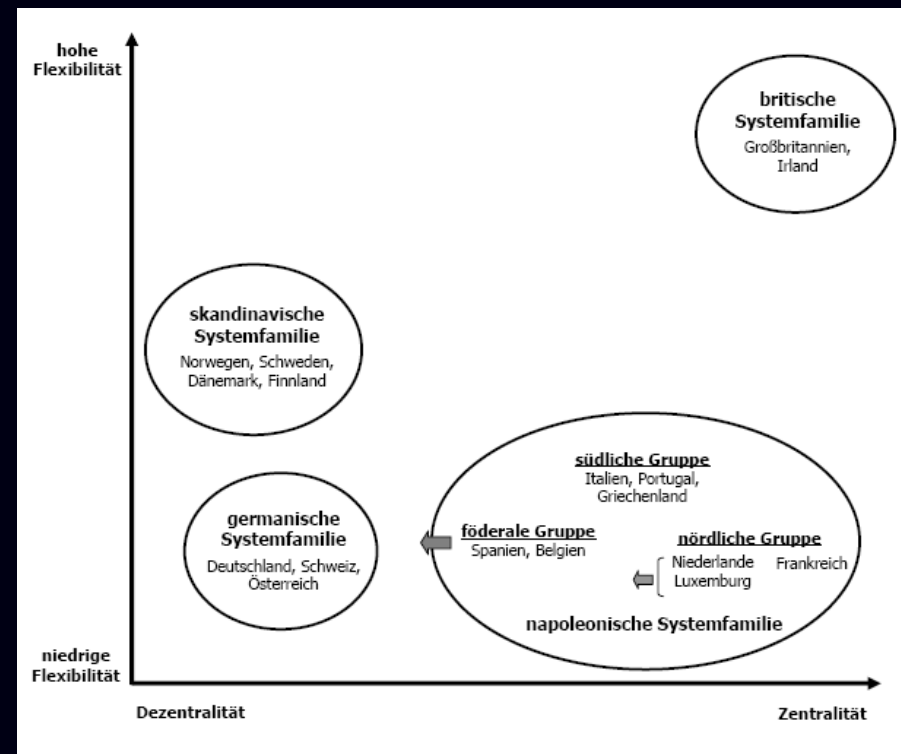 hohe
Flexibilität
britische
Systemfamilie
Großbritannien,
Irland
skandinavische
Systemfamilie
Norwegen, Schweden,
Dänemark, Finnland
südliche Gruppe
Italien, Portugal,
Griechenland
germanische
Systemfamilie
Deutschland, Schweiz,
Österreich
föderale Gruppe
Spanien, Belgien
nördliche Gruppe
Niederlande Frankreich
Luxemburg
napoleonische Systemfamilie
niedrige
Flexibilität
Dezentralität Zentralität